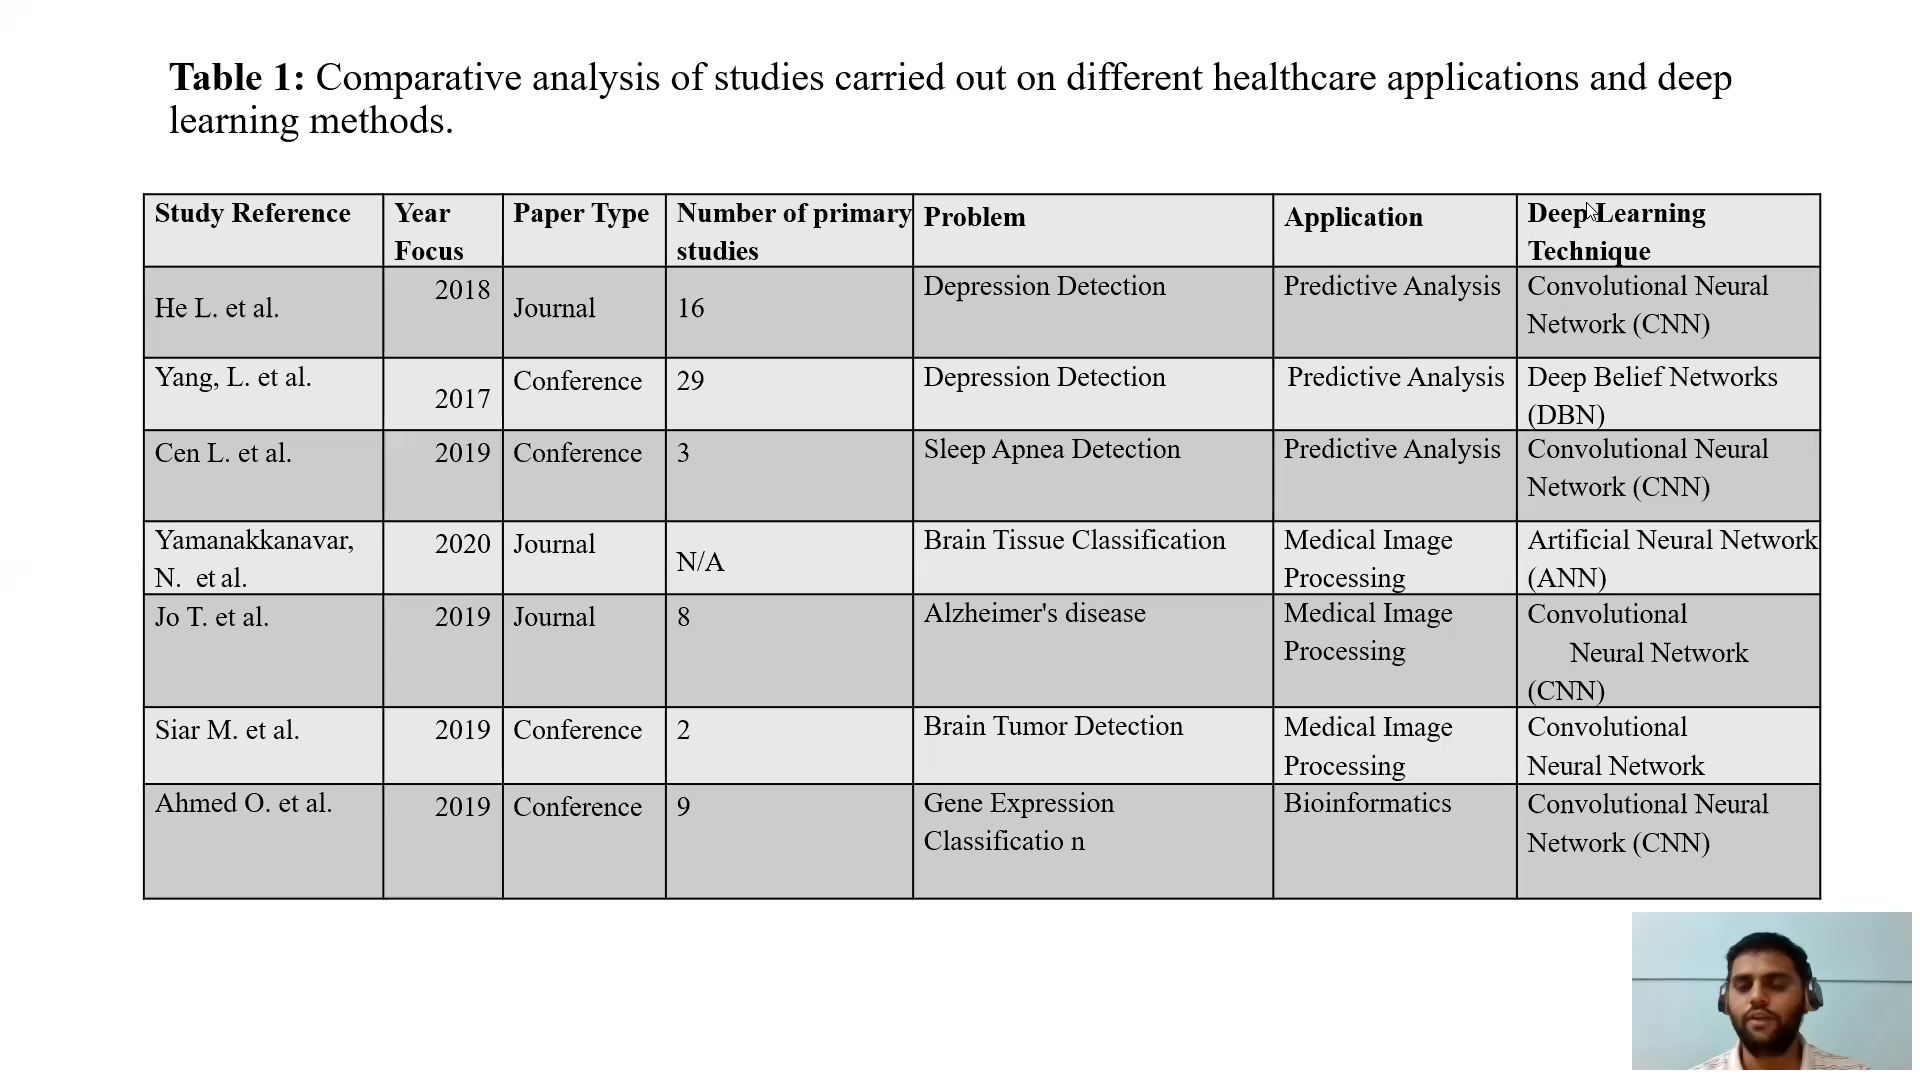 Table 1: Comparative analysis of studies carried out on different healthcare applications and deep
learning methods.
Study Reference
Year
Focus
Paper Type
Number of primary
studies
Problem
Application
Deep Learning
Technique
He L. et al.
2018
Journal
16
Depression Detection
Predictive Analysis
Convolutional Neural
Network (CNN)
Yang, L. et al.
2017
Conference
29
Depression Detection
Predictive Analysis
Deep Belief Networks
(DBN)
Cen L. et al.
2019
Conference
3
Sleep Apnea Detection
Predictive Analysis
Convolutional Neural
Network (CNN)
Yamanakkanavar,
N. et al.
2020
Journal
N/A
Brain Tissue Classification
Medical Image
Processing
Artificial Neural Network
(ANN)
Jo T. et al.
2019
Journal
8
Alzheimer's disease
Medical Image
Processing
Convolutional
Neural Network
(CNN)
Siar M. et al.
2019
Conference
2
Brain Tumor Detection
Medical Image
Processing
Convolutional
Neural Network
Ahmed O. et al.
2019
Conference
9
Gene Expression
Classificatio n
Bioinformatics
Convolutional Neural
Network (CNN)